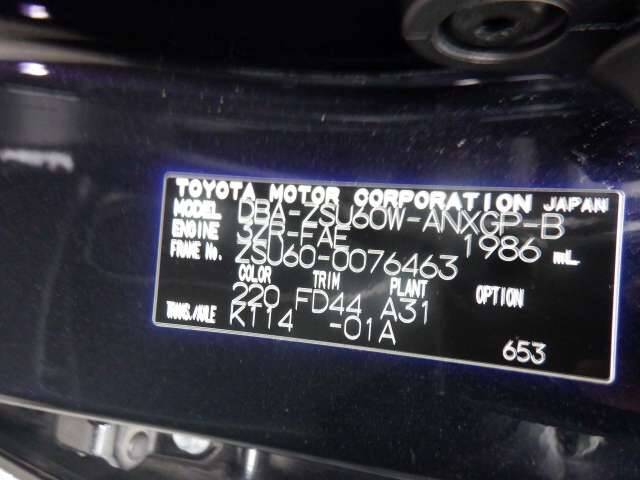 TOYOTA MOTOR CORPORATION JAPAN
MODEL DBA-ZSU60W-ANXGP-B
ENGINE 3ZR-FAE 1986 mL
FRAME No. ZSU60-0076463
COLOR TRIM PLANT OPTION
220 FD44 A31
TRANS./AXLE K114 -01A
653